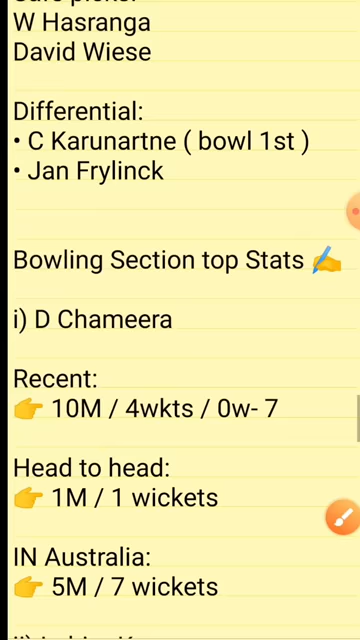 W Hasranga
David Wiese
Differential:
• C Karunartne ( bowl 1st )
• Jan Frylinck
Bowling Section top Stats ✍️
i) D Chameera
Recent:
👉 10M / 4wkts / 0w- 7
Head to head:
👉 1M / 1 wickets
IN Australia:
👉 5M / 7 wickets